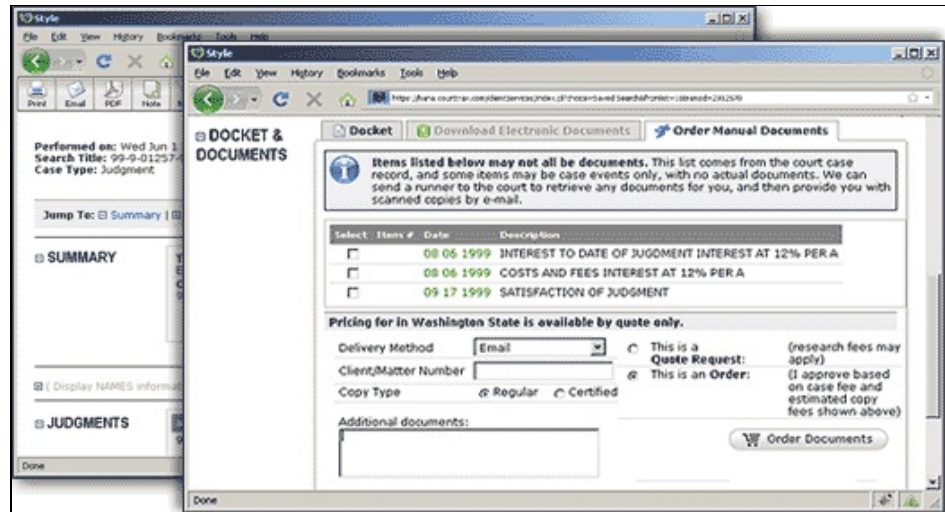 Style
File Edit View History Bookmarks Tools Help
Print Email PDF Note
Performed on: Wed Jun 1
Search Title: 99-9-01257-
Case Type: Judgment
Jump To: Summary |
SUMMARY
( Display NAMES informat
JUDGMENTS
Done
Style
File Edit View History Bookmarks Tools Help
DOCKET &
DOCUMENTS
Docket Download Electronic Documents Order Manual Documents
Items listed below may not all be documents. This list comes from the court case
record, and some items may be case events only, with no actual documents. We can
send a runner to the court to retrieve any documents for you, and then provide you with
scanned copies by e-mail.
Select Item # Date Description
08 06 1999 INTEREST TO DATE OF JUGDMENT INTEREST AT 12% PER A
08 06 1999 COSTS AND FEES INTEREST AT 12% PER A
09 17 1999 SATISFACTION OF JUDGMENT
Pricing for in Washington State is available by quote only.
Delivery Method Email
Client/Matter Number
Copy Type Regular Certified
Additional documents:
This is a
Quote Request:
(research fees may
apply)
This is an Order:
(I approve based
on case fee and
estimated copy
fees shown above)
Order Documents
Done